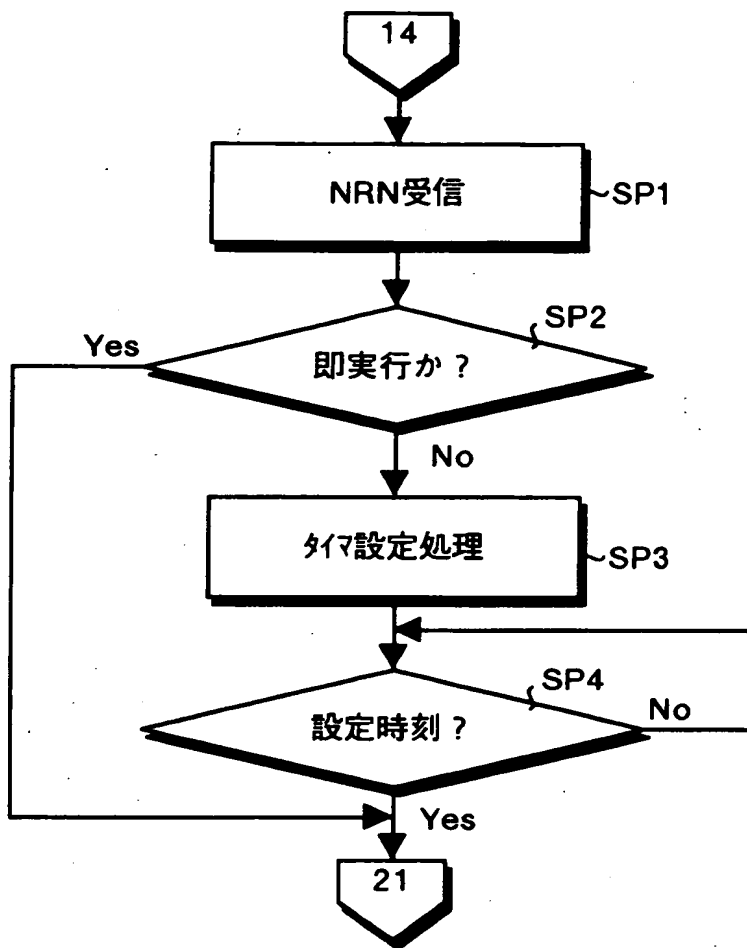 14
NRN受信
SP1
SP2
Yes
即実行か?
No
ﾀｲﾏ設定処理
SP3
SP4
設定時刻?
No
Yes
21